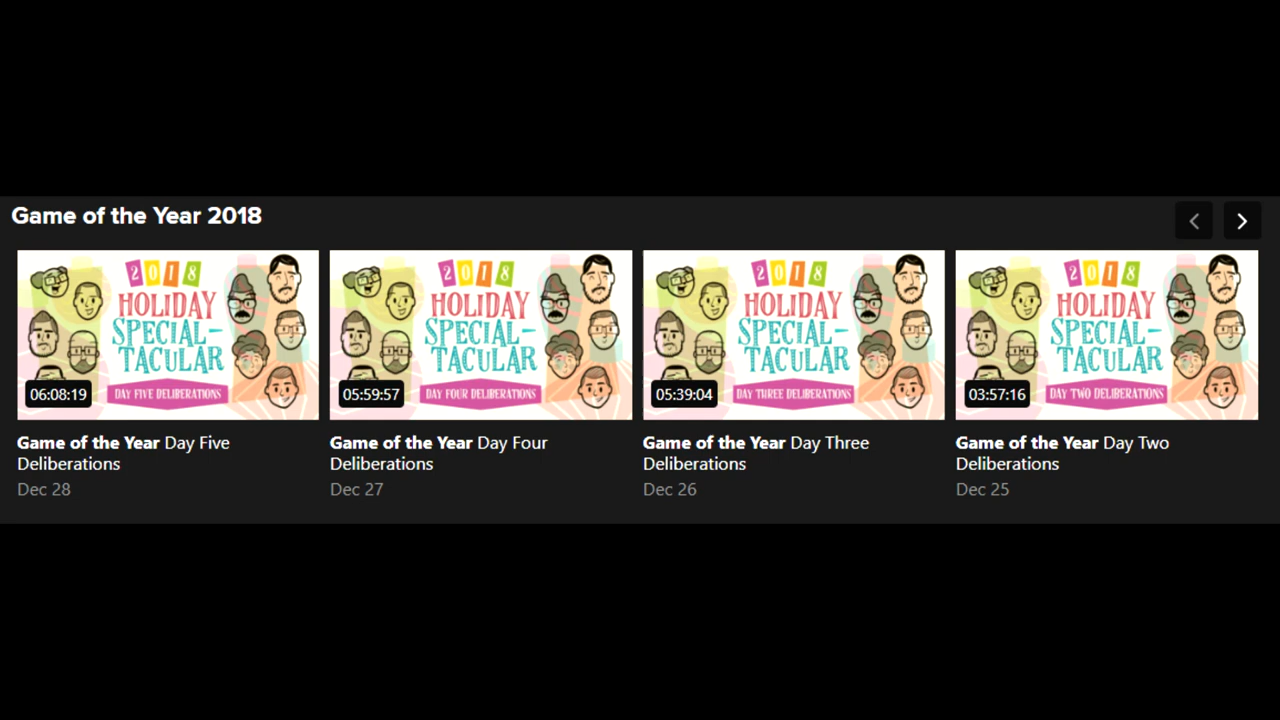 Game of the Year 2018
2018
HOLIDAY
SPECIAL-
TACULAR
DAY FIVE DELIBERATIONS
06:08:19
Game of the Year Day Five
Deliberations
Dec 28
2018
HOLIDAY
SPECIAL-
TACULAR
DAY FOUR DELIBERATIONS
05:59:57
Game of the Year Day Four
Deliberations
Dec 27
2018
HOLIDAY
SPECIAL-
TACULAR
DAY THREE DELIBERATIONS
05:39:04
Game of the Year Day Three
Deliberations
Dec 26
2018
HOLIDAY
SPECIAL-
TACULAR
DAY TWO DELIBERATIONS
03:57:16
Game of the Year Day Two
Deliberations
Dec 25